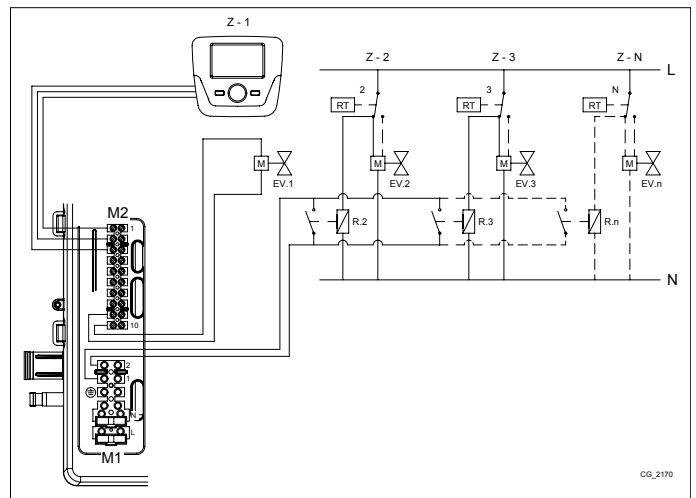 Z - 1
Z - 2
Z - 3
Z - N
L
2
3
N
RT
RT
RT
M
EV.1
M
EV.2
M
EV.3
M
EV.n
M2
1
R.2
R.3
R.n
N
10
2
1
N
L
M1
CG_2170